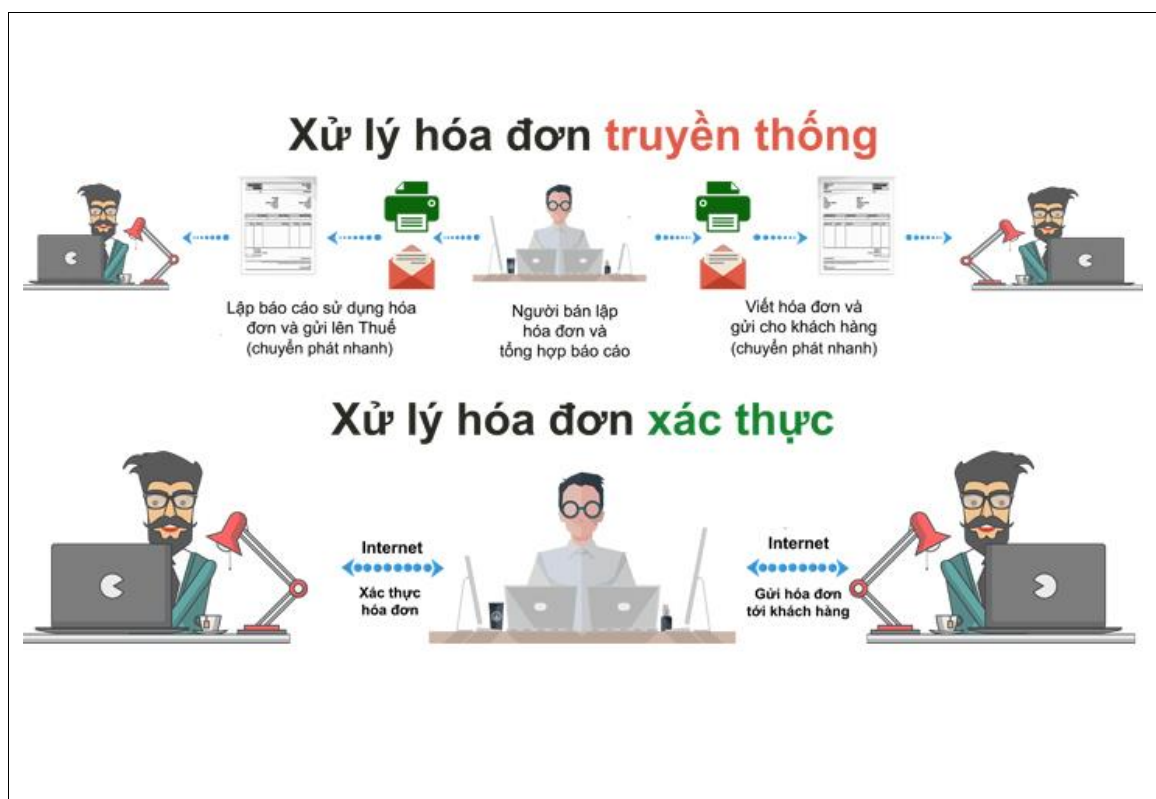 Xử lý hóa đơn truyền thống
Lập báo cáo sử dụng hóa
đơn và gửi lên Thuế
(chuyển phát nhanh)
Người bán lập
hóa đơn và
tổng hợp báo cáo
Viết hóa đơn và
gửi cho khách hàng
(chuyển phát nhanh)
Xử lý hóa đơn xác thực
Internet
Xác thực
hóa đơn
Internet
Gửi hóa đơn
tới khách hàng